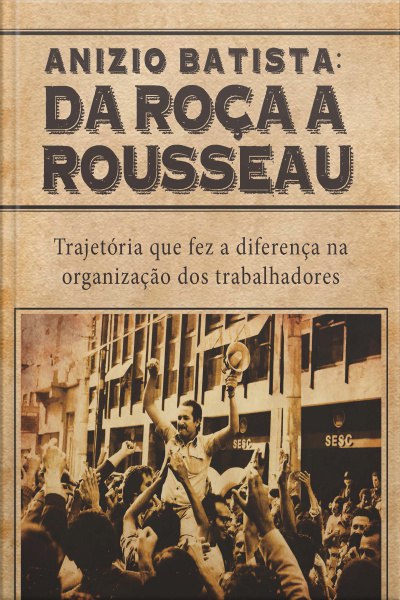 ANIZIO BATISTA:
DA ROÇA A
ROUSSEAU
Trajetória que fez a diferença na
organização dos trabalhadores
SESC
SESC